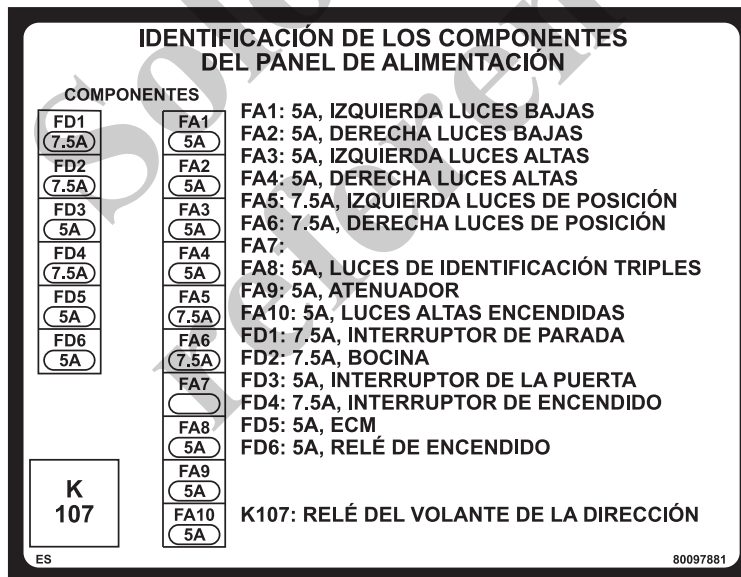 IDENTIFICACIÓN DE LOS COMPONENTES
DEL PANEL DE ALIMENTACIÓN
COMPONENTES
FD1
7.5A
FD2
7.5A
FD3
5A
FD4
7.5A
FD5
5A
FD6
5A
FA1
5A
FA2
5A
FA3
5A
FA4
5A
FA5
7.5A
FA6
7.5A
FA7
FA8
5A
FA9
5A
FA10
5A
FA1: 5A, IZQUIERDA LUCES BAJAS
FA2: 5A, DERECHA LUCES BAJAS
FA3: 5A, IZQUIERDA LUCES ALTAS
FA4: 5A, DERECHA LUCES ALTAS
FA5: 7.5A, IZQUIERDA LUCES DE POSICIÓN
FA6: 7.5A, DERECHA LUCES DE POSICIÓN
FA7:
FA8: 5A, LUCES DE IDENTIFICACIÓN TRIPLES
FA9: 5A, ATENUADOR
FA10: 5A, LUCES ALTAS ENCENDIDAS
FD1: 7.5A, INTERRUPTOR DE PARADA
FD2: 7.5A, BOCINA
FD3: 5A, INTERRUPTOR DE LA PUERTA
FD4: 7.5A, INTERRUPTOR DE ENCENDIDO
FD5: 5A, ECM
FD6: 5A, RELÉ DE ENCENDIDO
K
107
K107: RELÉ DEL VOLANTE DE LA DIRECCIÓN
ES
80097881